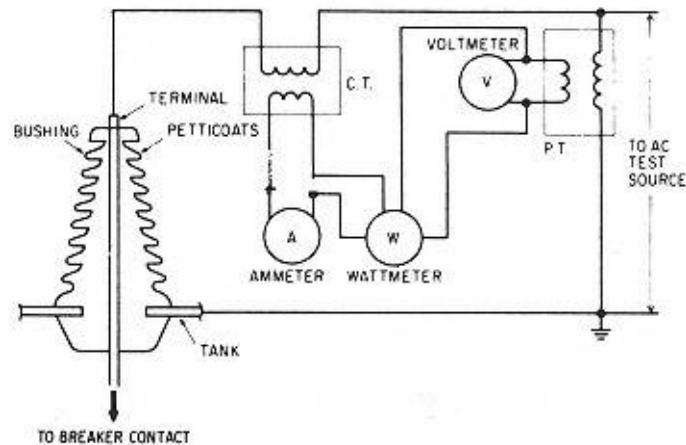 VOLTMETER
V
C.T.
P.T.
TO AC
TEST
SOURCE
TERMINAL
BUSHING
PETTICOATS
A
AMMETER
W
WATTMETER
TANK
TO BREAKER CONTACT